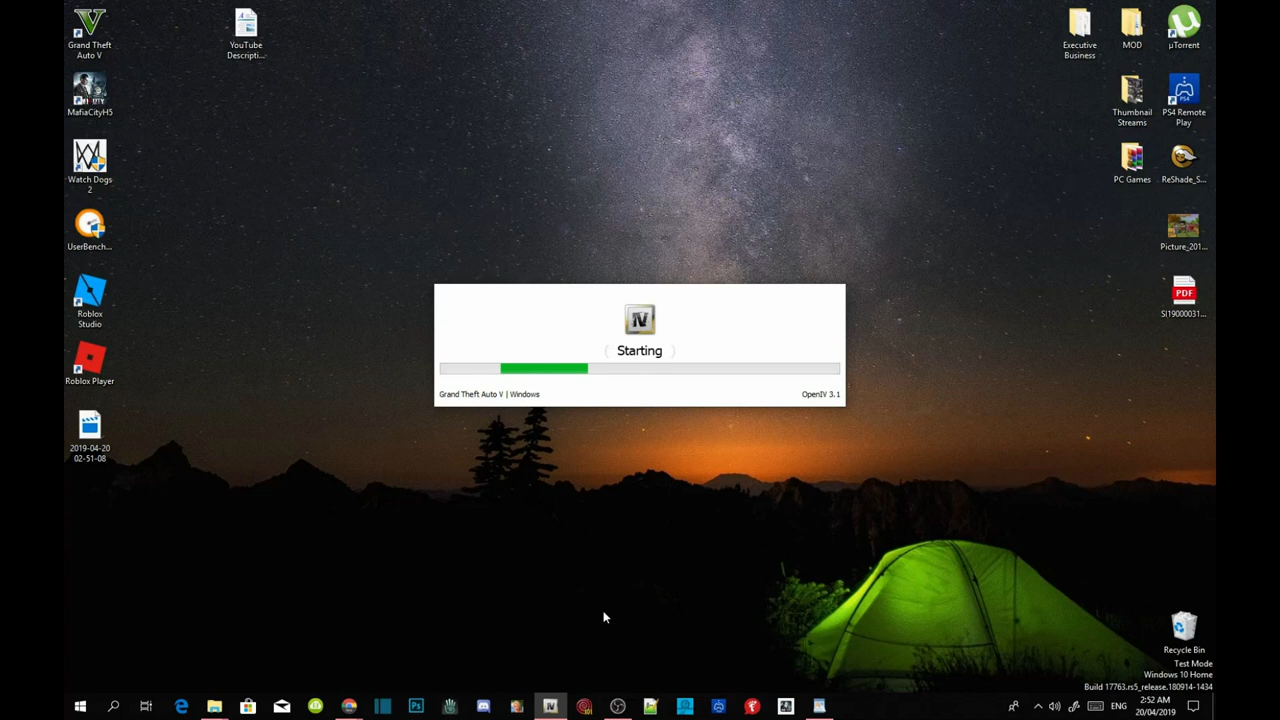 Grand Theft
Auto V
MafiaCityH5
Watch Dogs
2
UserBench...
Roblox
Studio
Roblox Player
2019-04-20
02-51-08
YouTube
Descripti...
Executive
Business
MOD
µTorrent
Thumbnail
Streams
PS4 Remote
Play
PC Games
ReShade_S...
Picture_201...
PDF
SI19000031...
Starting
Grand Theft Auto V | Windows
OpenIV 3.1
Recycle Bin
Test Mode
Windows 10 Home
Build 17763.rs5_release.180914-1434
Ps
ENG
2:52 AM
20/04/2019